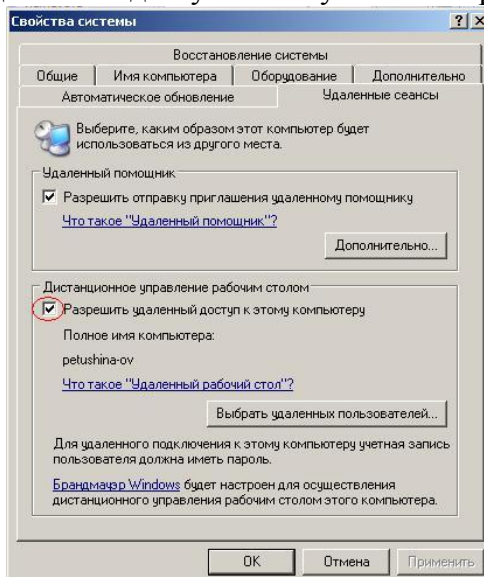 Свойства системы
Восстановление системы
Общие Имя компьютера Оборудование Дополнительно
Автоматическое обновление Удаленные сеансы
Выберите, каким образом этот компьютер будет
использоваться из другого места.
Удаленный помощник
Разрешить отправку приглашения удаленному помощнику
Что такое "Удаленный помощник"?
Дополнительно...
Дистанционное управление рабочим столом
Разрешить удаленный доступ к этому компьютеру
Полное имя компьютера:
petushina-ov
Что такое "Удаленный рабочий стол"?
Выбрать удаленных пользователей...
Для удаленного подключения к этому компьютеру учетная запись
пользователя должна иметь пароль.
Брандмауэр Windows будет настроен для осуществления
дистанционного управления рабочим столом этого компьютера.
OK Отмена Применить